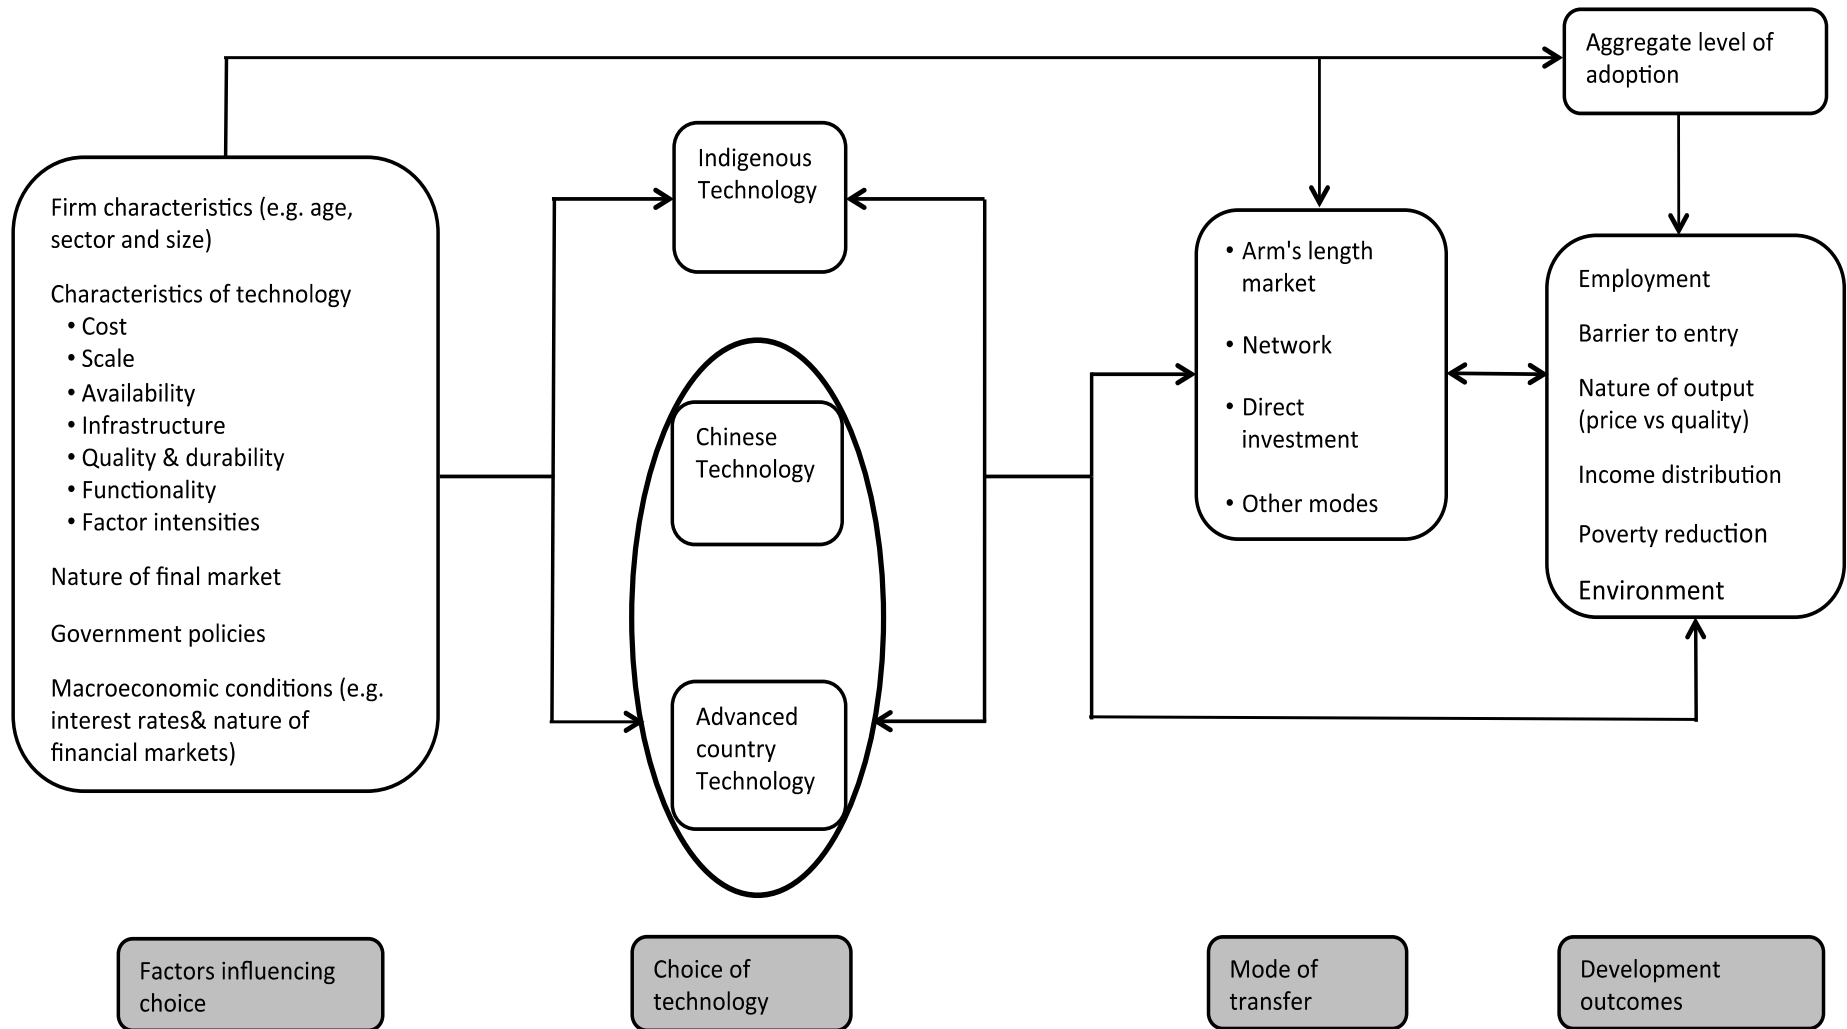 Aggregate level of
adoption
Firm characteristics (e.g. age,
sector and size)
Characteristics of technology
• Cost
• Scale
• Availability
• Infrastructure
• Quality & durability
• Functionality
• Factor intensities
Nature of final market
Government policies
Macroeconomic conditions (e.g.
interest rates& nature of
financial markets)
Indigenous
Technology
Chinese
Technology
Advanced
country
Technology
• Arm's length
market
• Network
• Direct
investment
• Other modes
Employment
Barrier to entry
Nature of output
(price vs quality)
Income distribution
Poverty reduction
Environment
Factors influencing
choice
Choice of
technology
Mode of
transfer
Development
outcomes